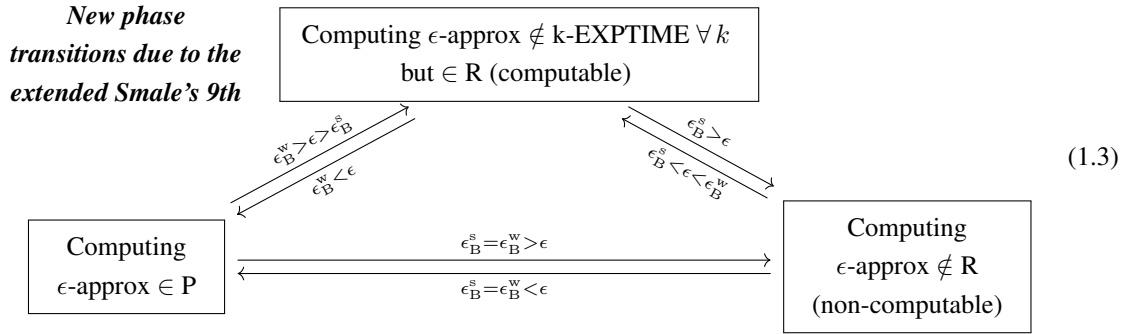 New phase
transitions due to the
extended Smale's 9th
Computing ϵ-approx ∉ k-EXPTIME ∀ k
but ∈ R (computable)
ϵ_B^w > ϵ > ϵ_B^s
ϵ_B^w < ϵ
ϵ_B^s > ϵ
ϵ_B^s < ϵ < ϵ_B^w
(1.3)
Computing
ϵ-approx ∈ P
ϵ_B^s = ϵ_B^w > ϵ
ϵ_B^s = ϵ_B^w < ϵ
Computing
ϵ-approx ∉ R
(non-computable)